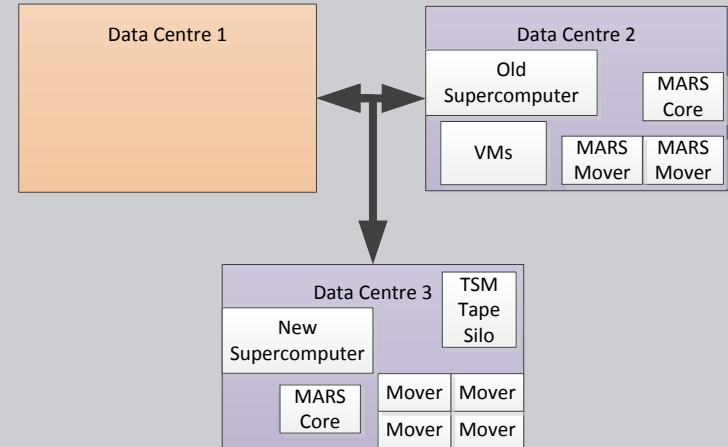 Data Centre 1
Data Centre 2
Old
Supercomputer
MARS
Core
VMs
MARS
Mover
MARS
Mover
Data Centre 3
TSM
Tape
Silo
New
Supercomputer
MARS
Core
Mover
Mover
Mover
Mover